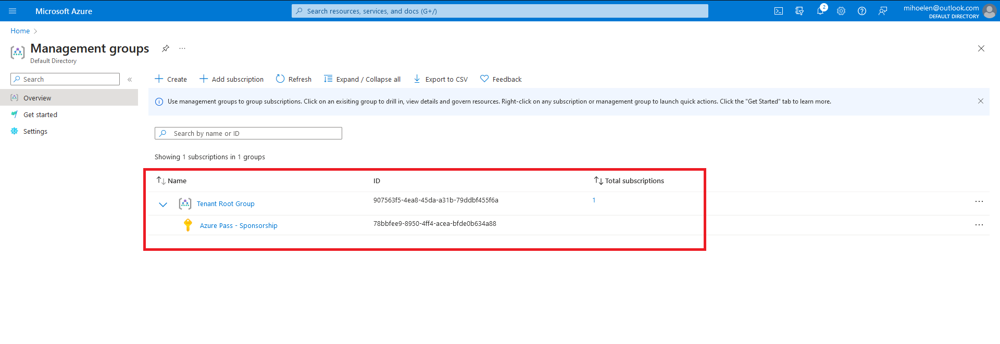 Microsoft Azure
Search resources, services, and docs (G+/)
2
mihoelen@outlook.com
DEFAULT DIRECTORY
Home
Management groups
Default Directory
Search
Overview
Get started
Settings
Create
Add subscription
Refresh
Expand / Collapse all
Export to CSV
Feedback
Use management groups to group subscriptions. Click on an exisiting group to drill in, view details and govern resources. Right-click on any subscription or management group to launch quick actions. Click the "Get Started" tab to learn more.
Search by name or ID
Showing 1 subscriptions in 1 groups
Name ID Total subscriptions
Tenant Root Group 907563f5-4ea8-45da-a31b-79ddbf455f6a 1
Azure Pass - Sponsorship 78bbfee9-8950-4ff4-acea-bfde0b634a88